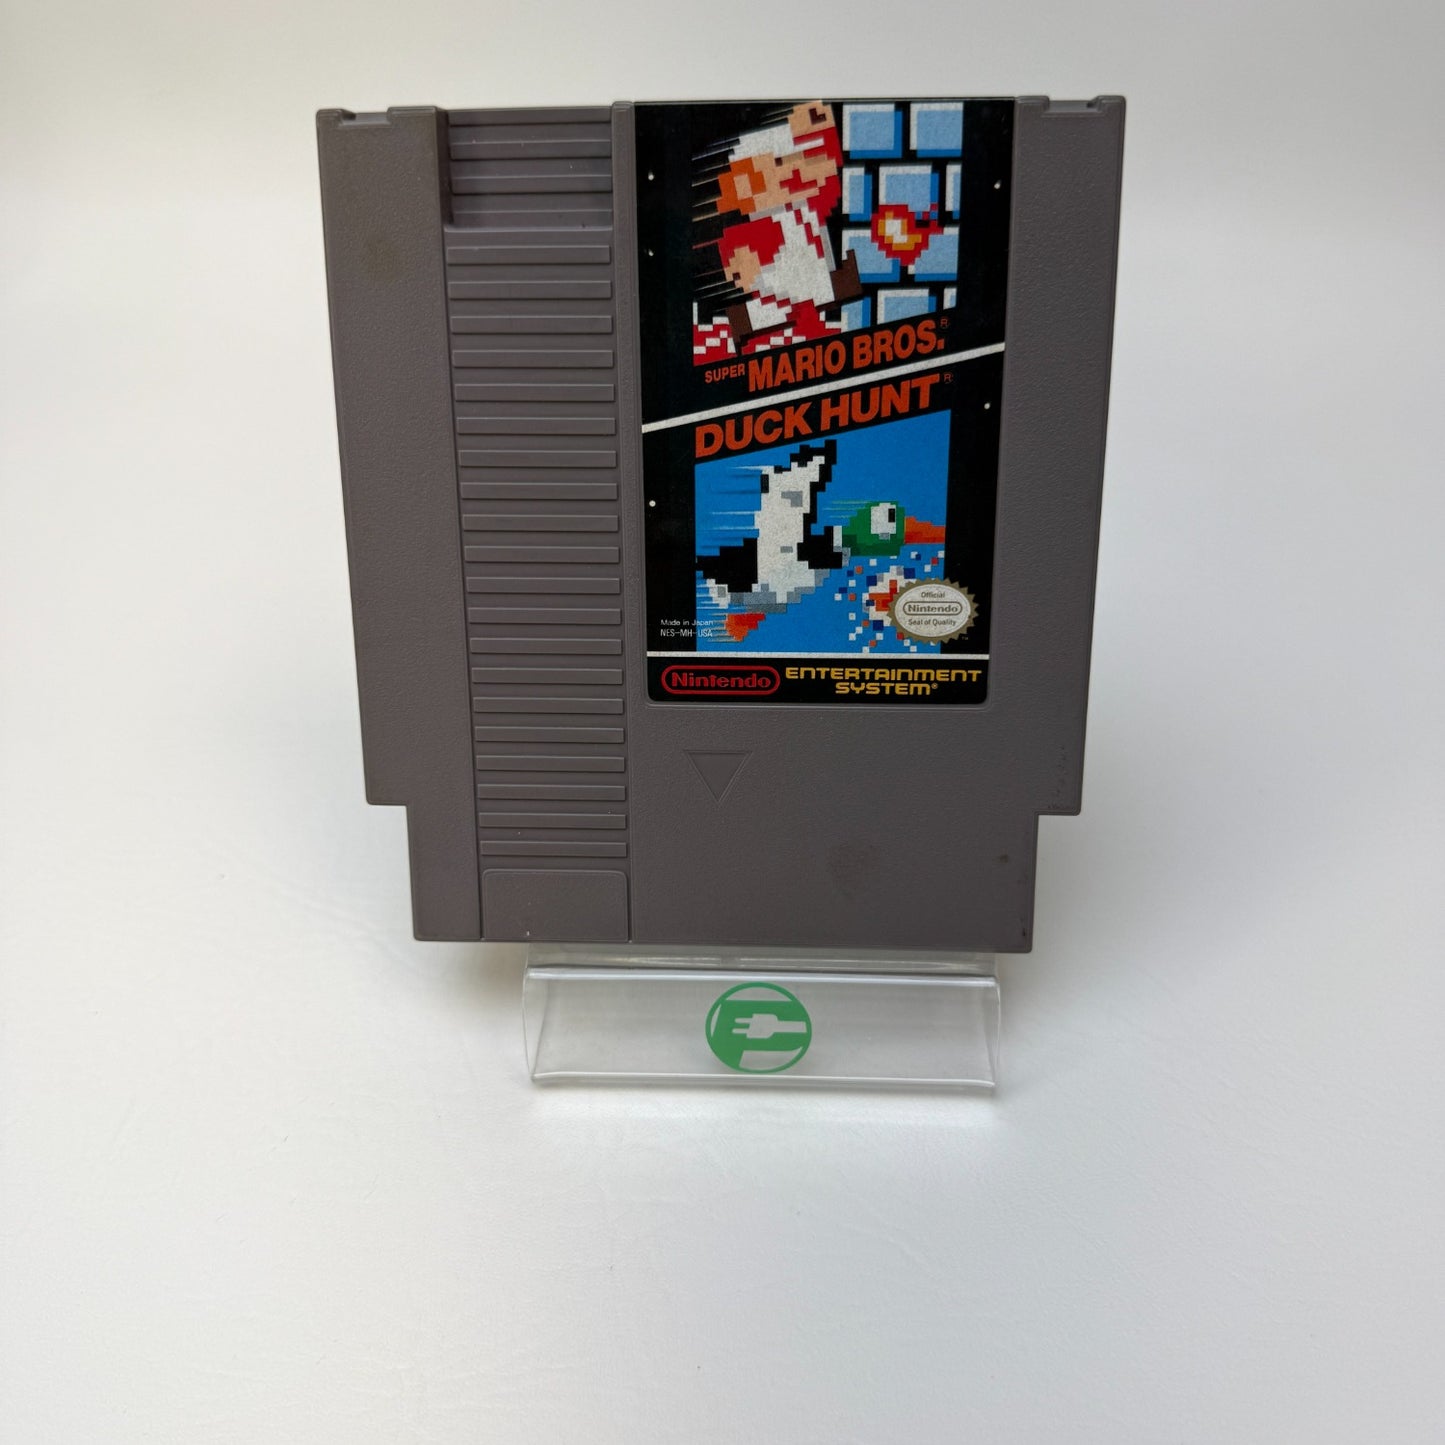 SUPER MARIO BROS.®
DUCK HUNT®
Official
Nintendo
Seal of Quality
TM
Made in Japan
NES-MH-USA
Nintendo
ENTERTAINMENT
SYSTEM®